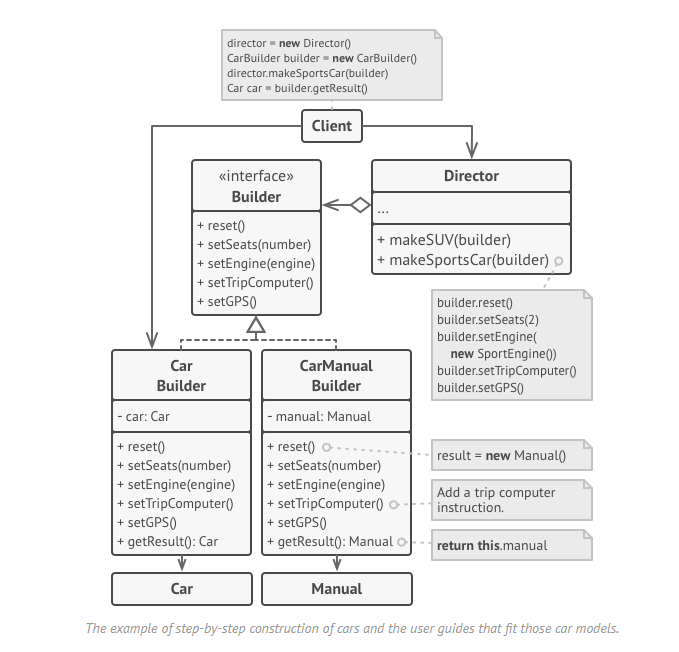 director = new Director()
CarBuilder builder = new CarBuilder()
director.makeSportsCar(builder)
Car car = builder.getResult()
Client
«interface»
Builder
+ reset()
+ setSeats(number)
+ setEngine(engine)
+ setTripComputer()
+ setGPS()
Director
...
+ makeSUV(builder)
+ makeSportsCar(builder)
builder.reset()
builder.setSeats(2)
builder.setEngine(
new SportEngine())
builder.setTripComputer()
builder.setGPS()
Car
Builder
- car: Car
+ reset()
+ setSeats(number)
+ setEngine(engine)
+ setTripComputer()
+ setGPS()
+ getResult(): Car
CarManual
Builder
- manual: Manual
+ reset()
+ setSeats(number)
+ setEngine(engine)
+ setTripComputer()
+ setGPS()
+ getResult(): Manual
result = new Manual()
Add a trip computer
instruction.
return this.manual
Car
Manual
The example of step-by-step construction of cars and the user guides that fit those car models.